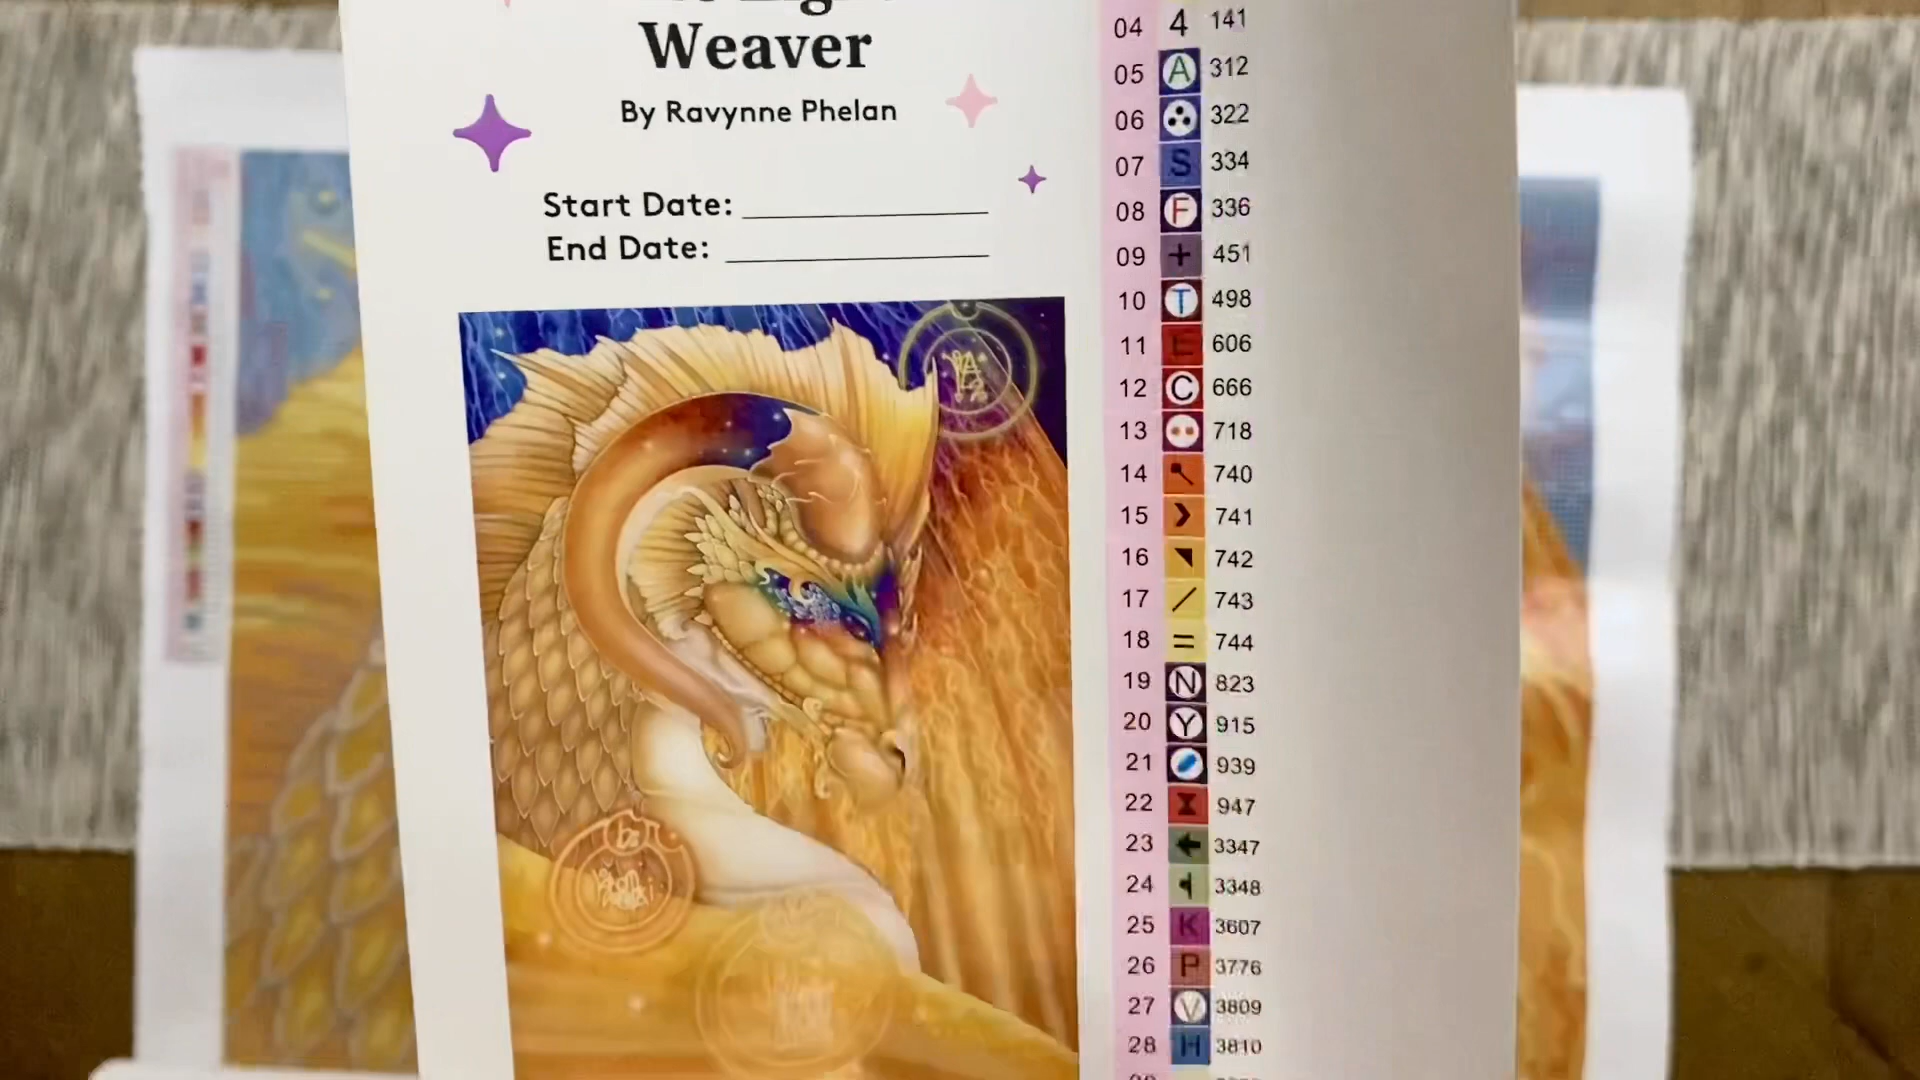 Weaver
By Ravynne Phelan
Start Date:
End Date:
04 4 141
05 A 312
06 322
07 S 334
08 F 336
09 + 451
10 T 498
11 E 606
12 C 666
13 718
14 740
15 741
16 742
17 / 743
18 = 744
19 N 823
20 Y 915
21 939
22 947
23 3347
24 3348
25 K 3607
26 P 3776
27 V 3809
28 H 3810